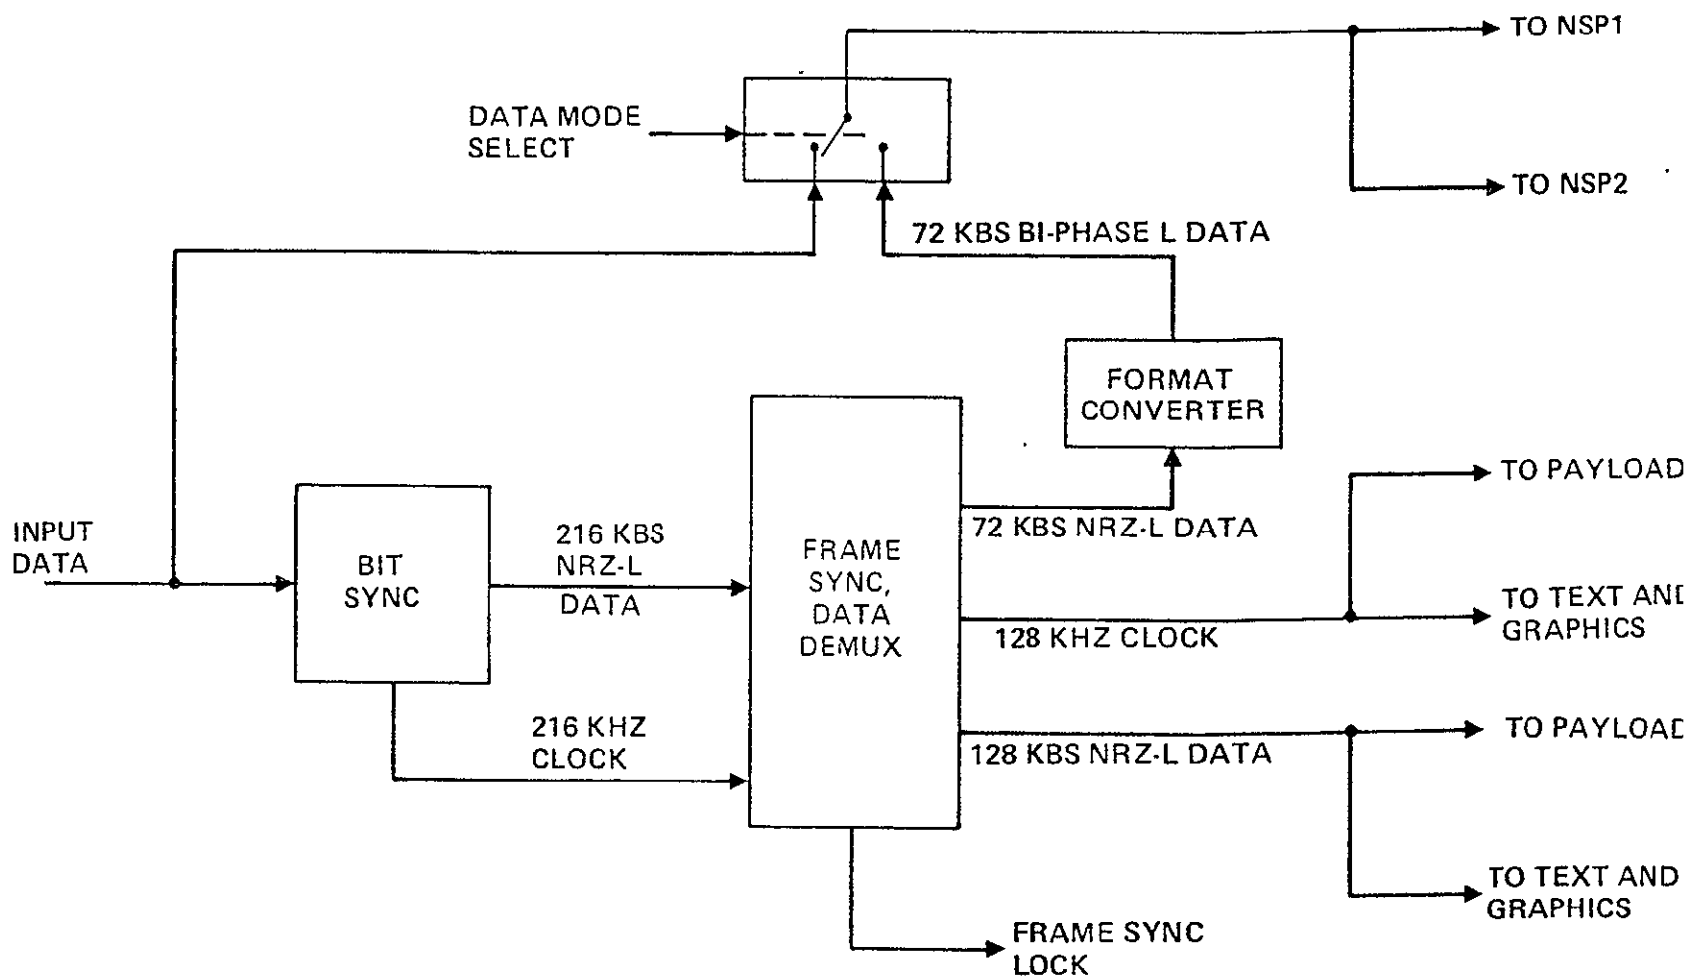 TO NSP1
DATA MODE
SELECT
TO NSP2
72 KBS BI-PHASE L DATA
FORMAT
CONVERTER
TO PAYLOAD
72 KBS NRZ-L DATA
INPUT
DATA
216 KBS
NRZ-L
DATA
BIT
SYNC
FRAME
SYNC,
DATA
DEMUX
TO TEXT AND
GRAPHICS
128 KHZ CLOCK
216 KHZ
CLOCK
TO PAYLOAD
128 KBS NRZ-L DATA
TO TEXT AND
GRAPHICS
FRAME SYNC
LOCK